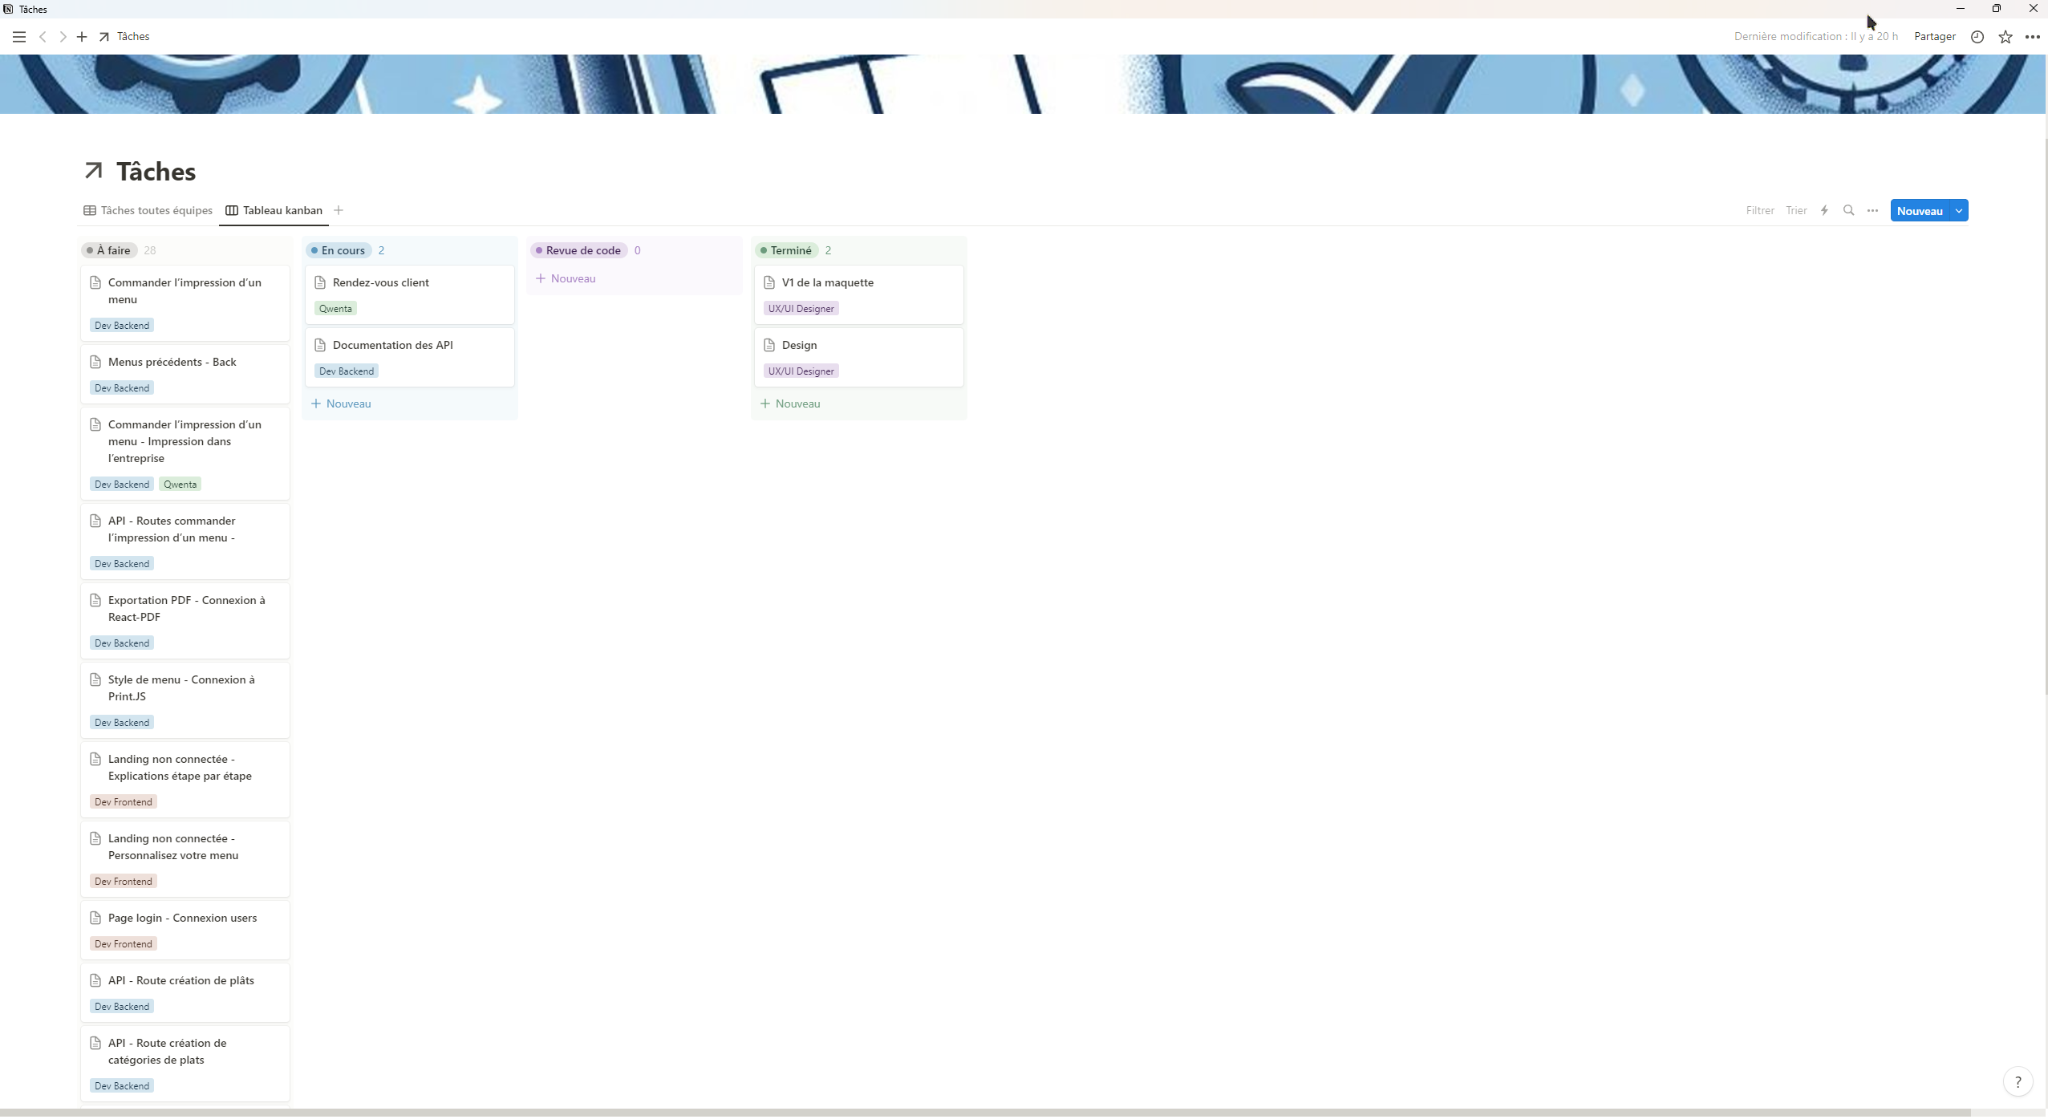 Tâches
Tâches
Dernière modification : Il y a 20 h
Partager
Tâches
Tâches toutes équipes
Tableau kanban
Filtrer
Trier
Nouveau
À faire 28
Commander l'impression d'un
menu
Dev Backend
Menus précédents - Back
Dev Backend
Commander l'impression d'un
menu - Impression dans
l'entreprise
Dev Backend Qwenta
API - Routes commander
l'impression d'un menu -
Dev Backend
Exportation PDF - Connexion à
React-PDF
Dev Backend
Style de menu - Connexion à
Print.JS
Dev Backend
Landing non connectée -
Explications étape par étape
Dev Frontend
Landing non connectée -
Personnalisez votre menu
Dev Frontend
Page login - Connexion users
Dev Frontend
API - Route création de plâts
Dev Backend
API - Route création de
catégories de plats
Dev Backend
En cours 2
Rendez-vous client
Qwenta
Documentation des API
Dev Backend
+ Nouveau
Revue de code 0
+ Nouveau
Terminé 2
V1 de la maquette
UX/UI Designer
Design
UX/UI Designer
+ Nouveau
?